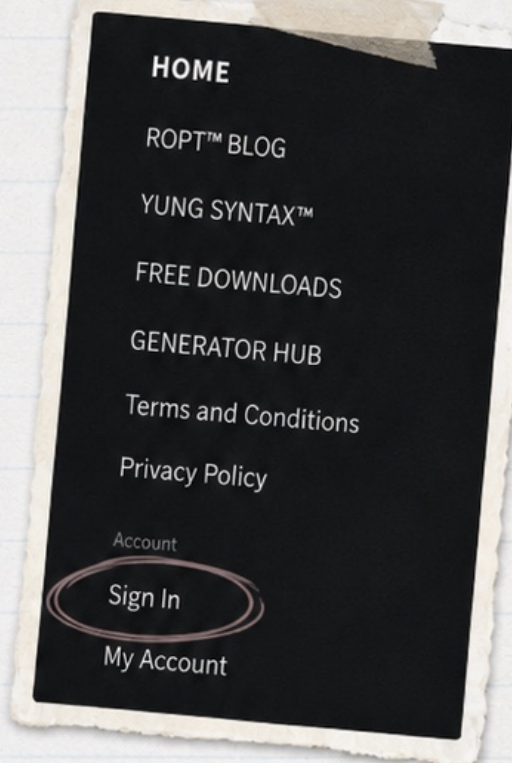 HOME
ROPT™ BLOG
YUNG SYNTAX™
FREE DOWNLOADS
GENERATOR HUB
Terms and Conditions
Privacy Policy
Account
Sign In
My Account